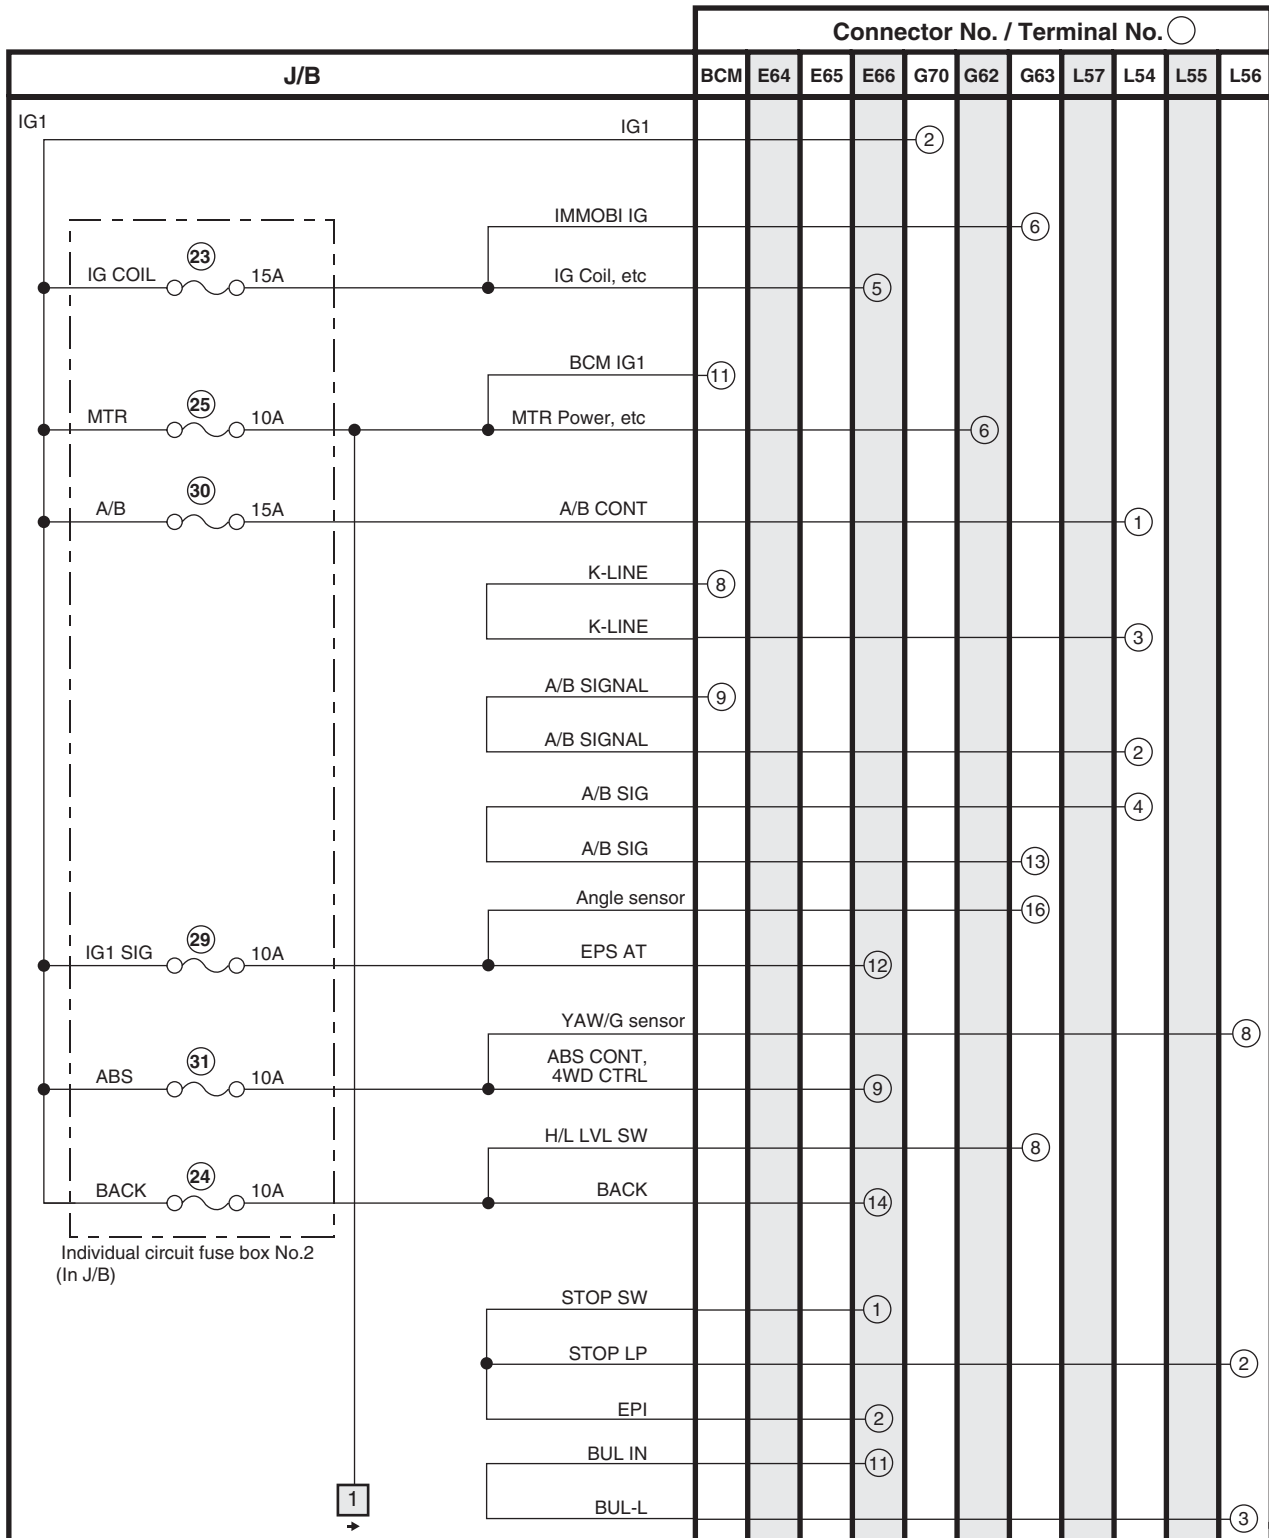 Connector No. / Terminal No.
J/B BCM E64 E65 E66 G70 G62 G63 L57 L54 L55 L56
IG1 IG1 2
IMMOBI IG 6
23
IG COIL 15A IG Coil, etc 5
BCM IG1 11
25
MTR 10A MTR Power, etc 6
30
A/B 15A A/B CONT 1
K-LINE 8
K-LINE 3
A/B SIGNAL 9
A/B SIGNAL 2
A/B SIG 4
A/B SIG 13
Angle sensor 16
29
IG1 SIG 10A EPS AT 12
YAW/G sensor 8
31
ABS 10A ABS CONT,
4WD CTRL 9
H/L LVL SW 8
24
BACK 10A BACK 14
Individual circuit fuse box No.2
(In J/B)
STOP SW 1
STOP LP 2
EPI 2
BUL IN 11
1
BUL-L 3